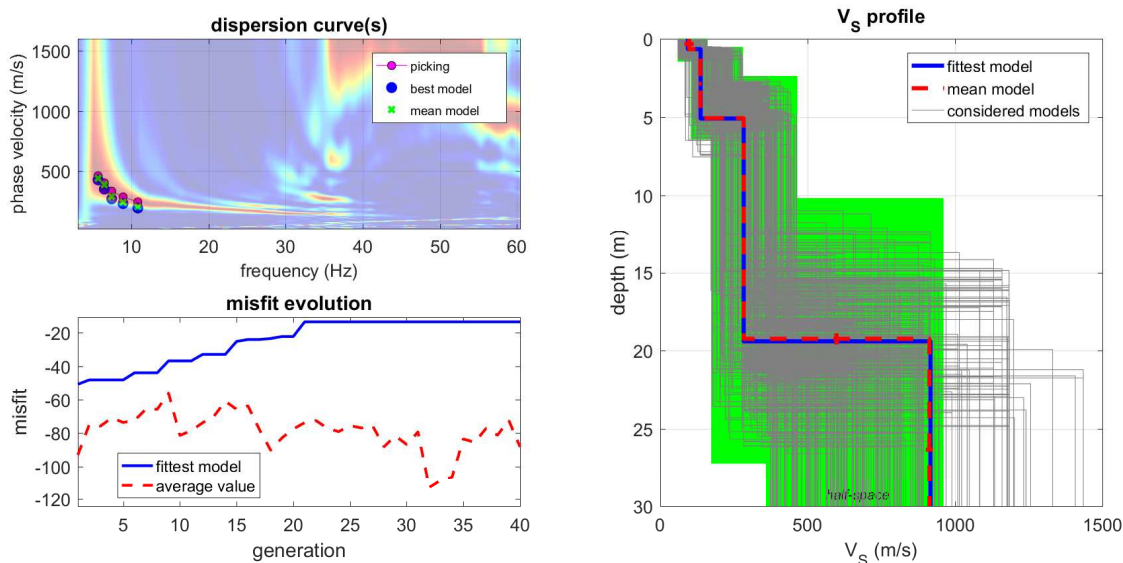 dispersion curve(s)
phase velocity (m/s)
1500
1000
500
picking
best model
mean model
10 20 30 40 50 60
frequency (Hz)
misfit evolution
misfit
-20
-40
-60
-80
-100
-120
fittest model
average value
5 10 15 20 25 30 35 40
generation
V_S profile
depth (m)
0
5
10
15
20
25
30
fittest model
mean model
considered models
half-space
0 500 1000 1500
V_S (m/s)